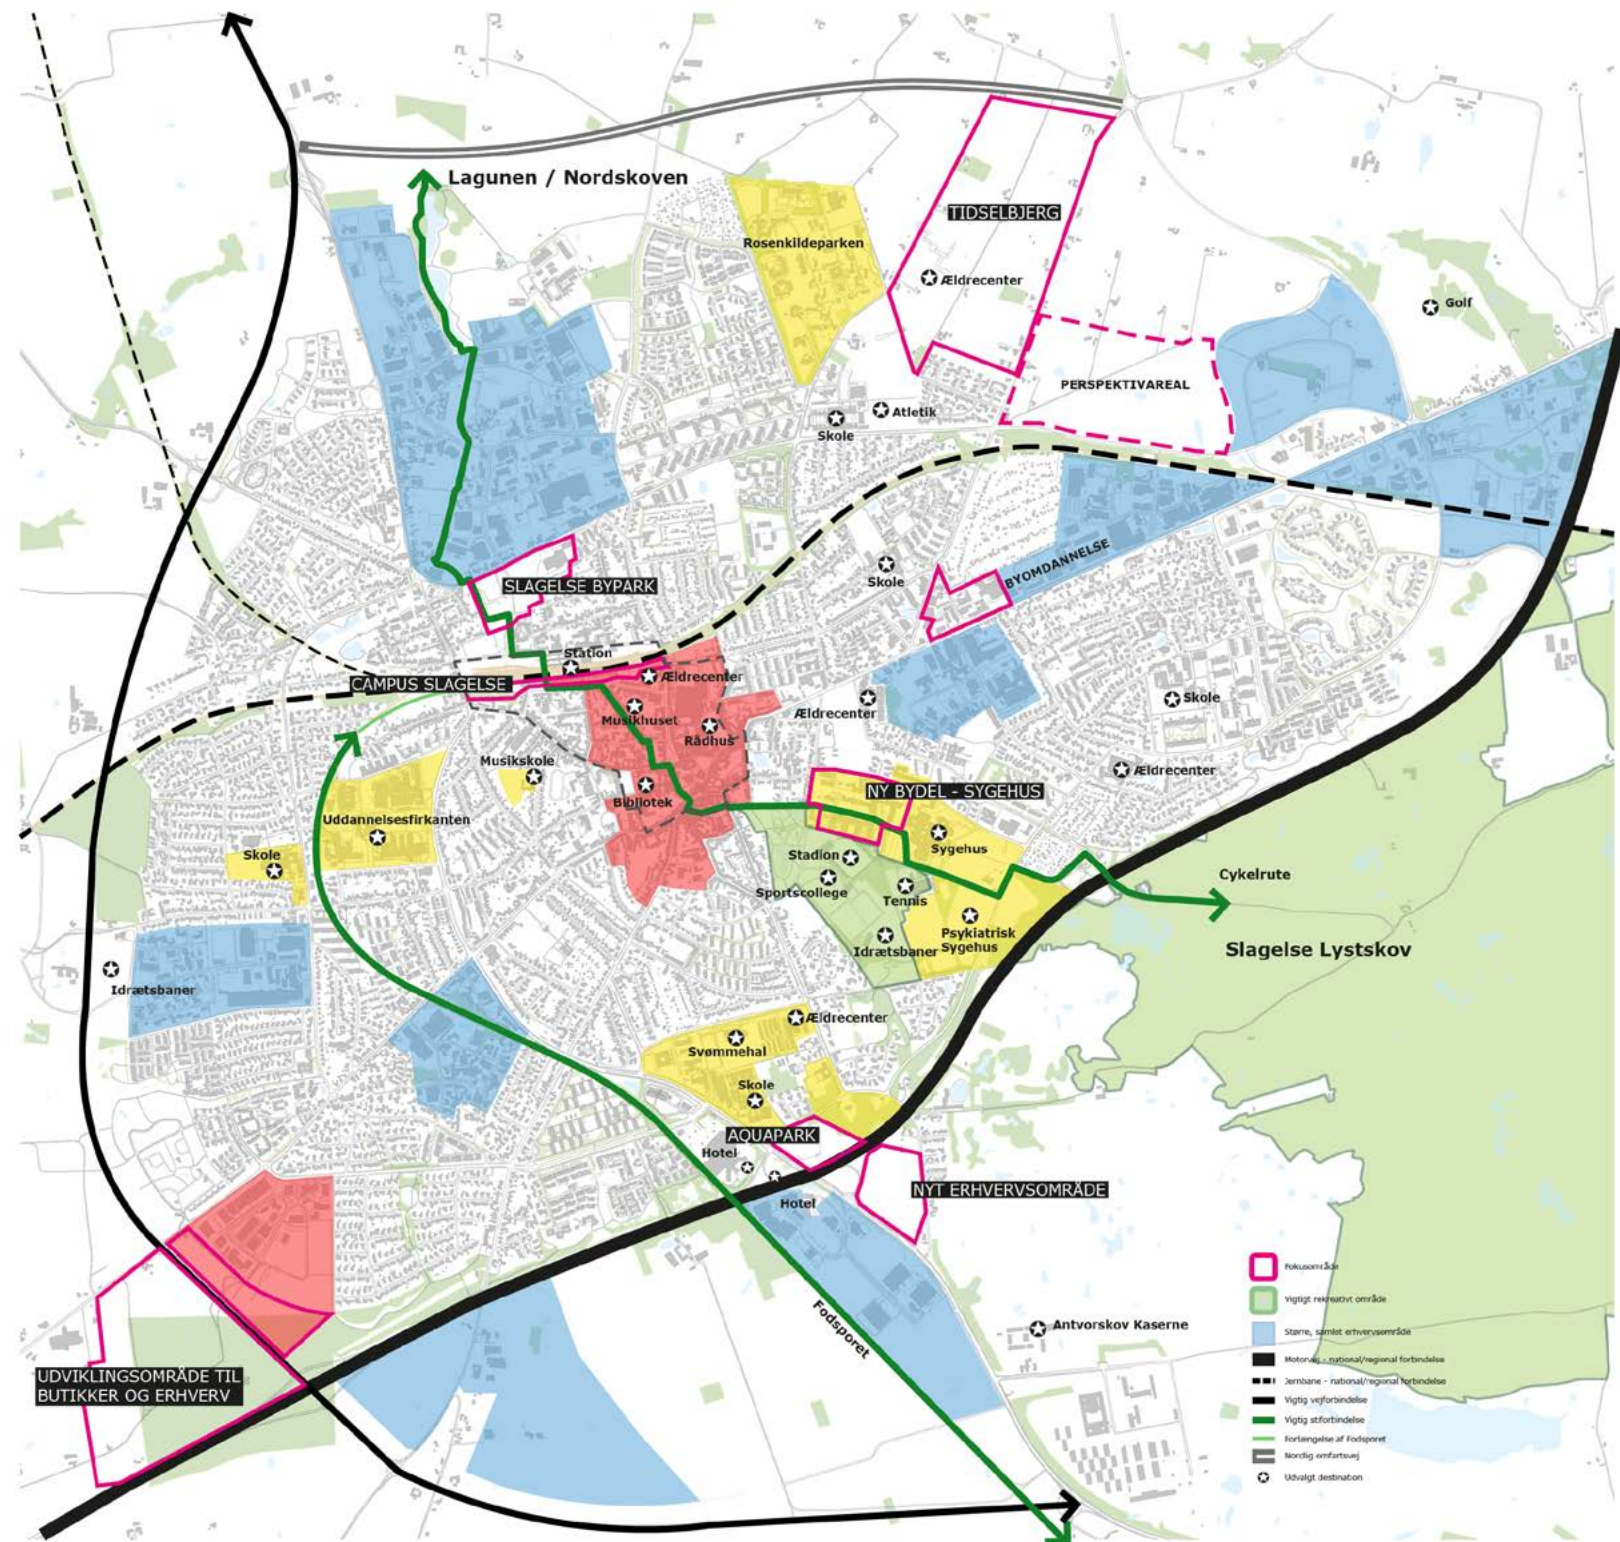 Lagunen / Nordskoven
TIDSELBJERG
Rosenkildeparken
Ældrecenter
Golf
PERSPEKTIVAREAL
Atletik
Skole
BYOMDANNELSE
Skole
SLAGELSE BYPARK
Station
CAMPUS SLAGELSE
Ældrecenter
Musikhuset
Rådhus
Ældrecenter
Skole
Musikskole
Bibliotek
Ældrecenter
NY BYDEL - SYGEHUS
Uddannelsesfirkanten
Skole
Sygehus
Stadion
Sportscollege
Tennis
Cykelrute
Psykiatrisk
Sygehus
Idrætsbaner
Slagelse Lystskov
Idrætsbaner
Ældrecenter
Svømmehal
Skole
AQUAPARK
Hotel
Hotel
NYT ERHVERVSOMRÅDE
Fodsporet
Antvorskov Kaserne
UDVIKLINGSOMRÅDE TIL
BUTIKKER OG ERHVERV
Fokusområde
Vigtigt rekreativt område
Større, samlet erhvervsområde
Motorvej - national/regional forbindelse
Jernbane - national/regional forbindelse
Vigtig vejforbindelse
Vigtig stiforbindelse
Forlængelse af Fodsporet
Nordlig omfartsvej
Udvalgt destination